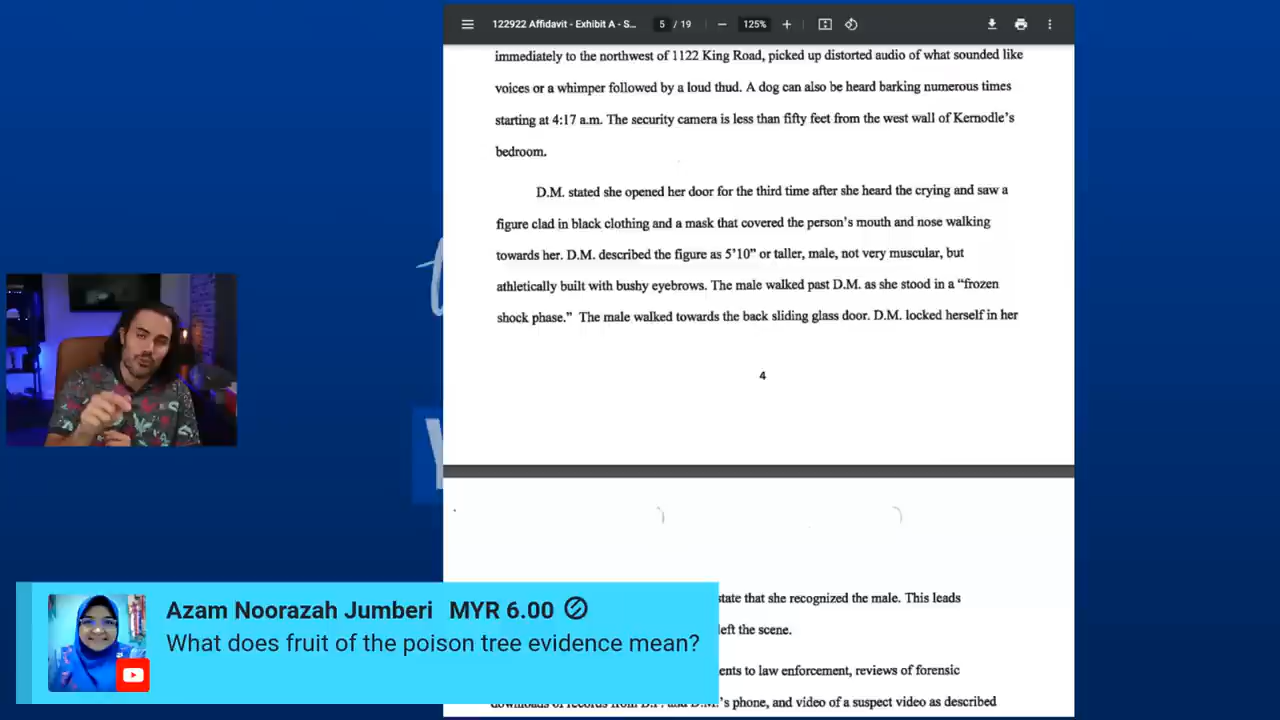 122922 Affidavit - Exhibit A - S... 5 / 19 125%
immediately to the northwest of 1122 King Road, picked up distorted audio of what sounded like
voices or a whimper followed by a loud thud. A dog can also be heard barking numerous times
starting at 4:17 a.m. The security camera is less than fifty feet from the west wall of Kernodle's
bedroom.
D.M. stated she opened her door for the third time after she heard the crying and saw a
figure clad in black clothing and a mask that covered the person's mouth and nose walking
towards her. D.M. described the figure as 5'10" or taller, male, not very muscular, but
athletically built with bushy eyebrows. The male walked past D.M. as she stood in a "frozen
shock phase." The male walked towards the back sliding glass door. D.M. locked herself in her
4
state that she recognized the male. This leads
left the scene.
ents to law enforcement, reviews of forensic
downloads of records from B.F. and D.M.'s phone, and video of a suspect video as described
Azam Noorazah Jumberi MYR 6.00
What does fruit of the poison tree evidence mean?